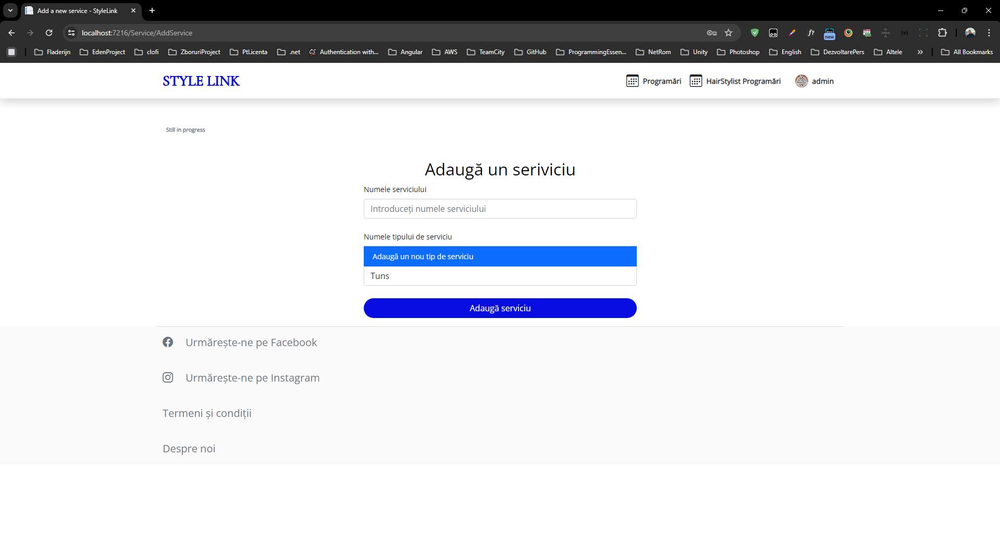 Add a new service - StyleLink
localhost:7216/Service/AddService
new
Fladerijn EdenProject clofi ZboruriProject PtLicenta .net CS Authentication with... Angular AWS TeamCity GitHub ProgrammingEssen... NetRom Unity Photoshop English DezvoltarePers Altele » All Bookmarks
STYLE LINK
Programări HairStylist Programări admin
Still in progress
Adaugă un seriviciu
Numele serviciului
Introduceți numele serviciului
Numele tipului de serviciu
Adaugă un nou tip de serviciu
Tuns
Adaugă serviciu
Urmărește-ne pe Facebook
Urmărește-ne pe Instagram
Termeni și condiții
Despre noi